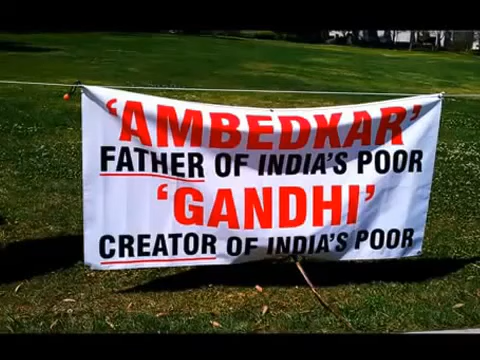 ‘AMBEDKAR’
FATHER OF INDIA’S POOR
‘GANDHI’
CREATOR OF INDIA’S POOR